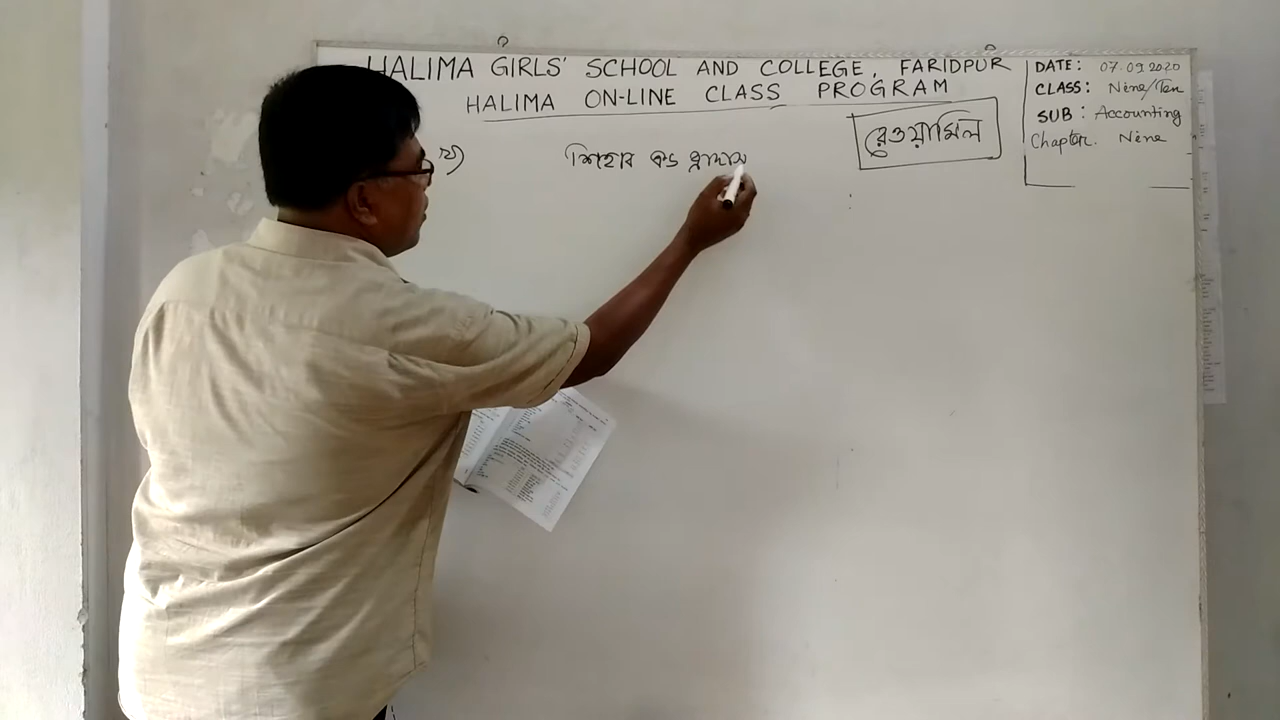 HALIMA GIRLS' SCHOOL AND COLLEGE, FARIDPUR
HALIMA ON-LINE CLASS PROGRAM
রেওয়ামিল
DATE: 07.09.2020
CLASS: Nine/Ten
SUB: Accounting
Chapter. Nine
খ)
শিহাব এন্ড ব্রাদাস